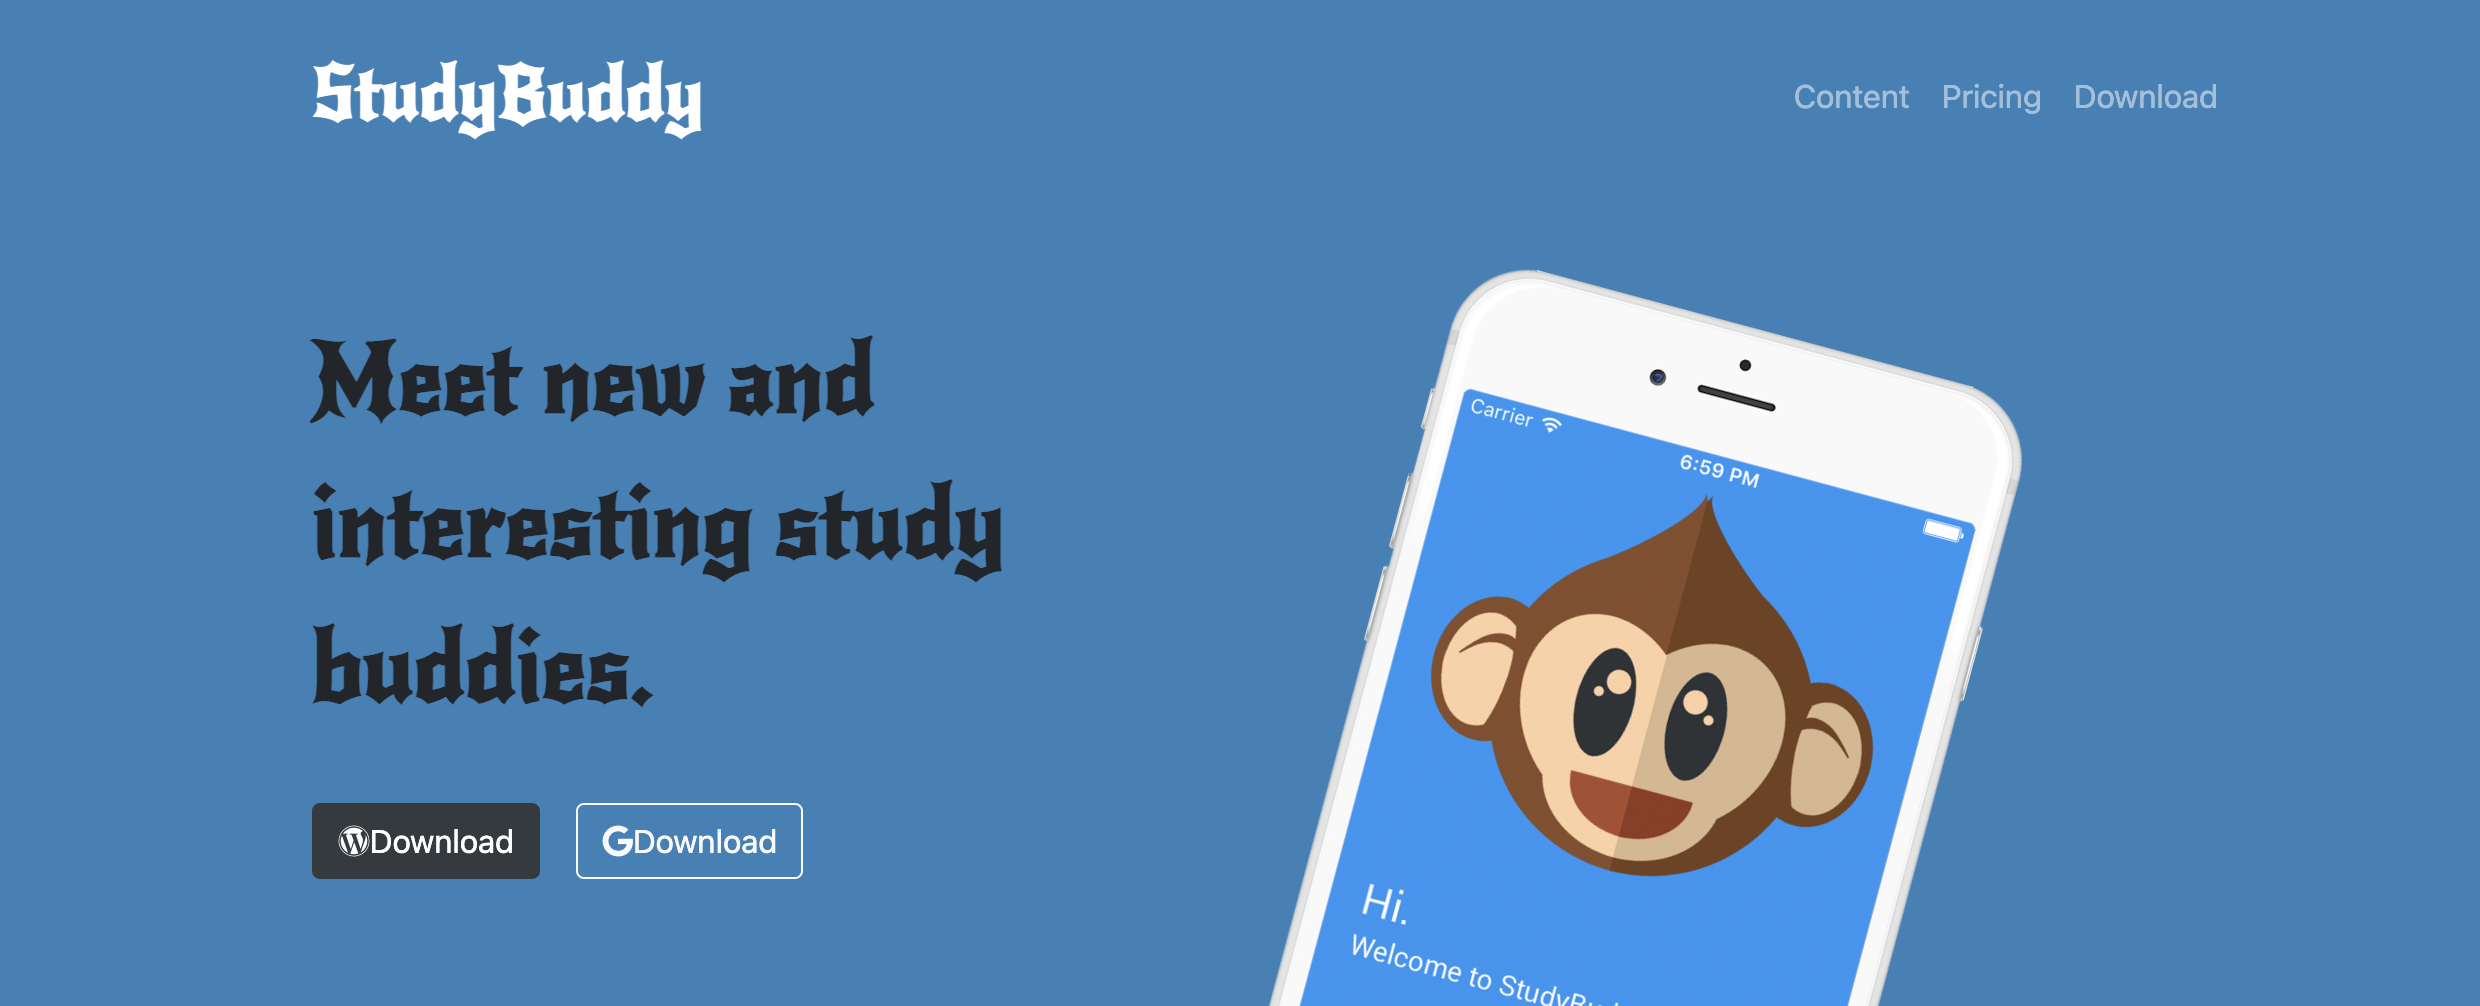 StudyBuddy
Content Pricing Download
Meet new and
interesting study
buddies.
Download
Download
Carrier
6:59 PM
Hi.
Welcome to